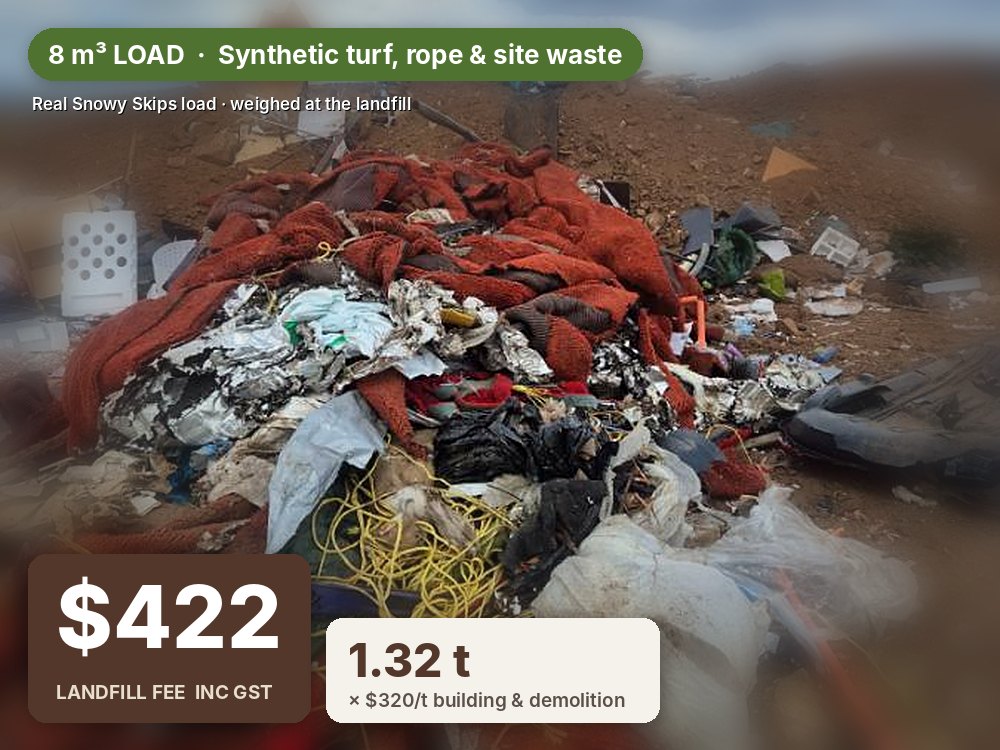 8 m³ LOAD · Synthetic turf, rope & site waste
Real Snowy Skips load · weighed at the landfill
$422
LANDFILL FEE INC GST
1.32 t
× $320/t building & demolition